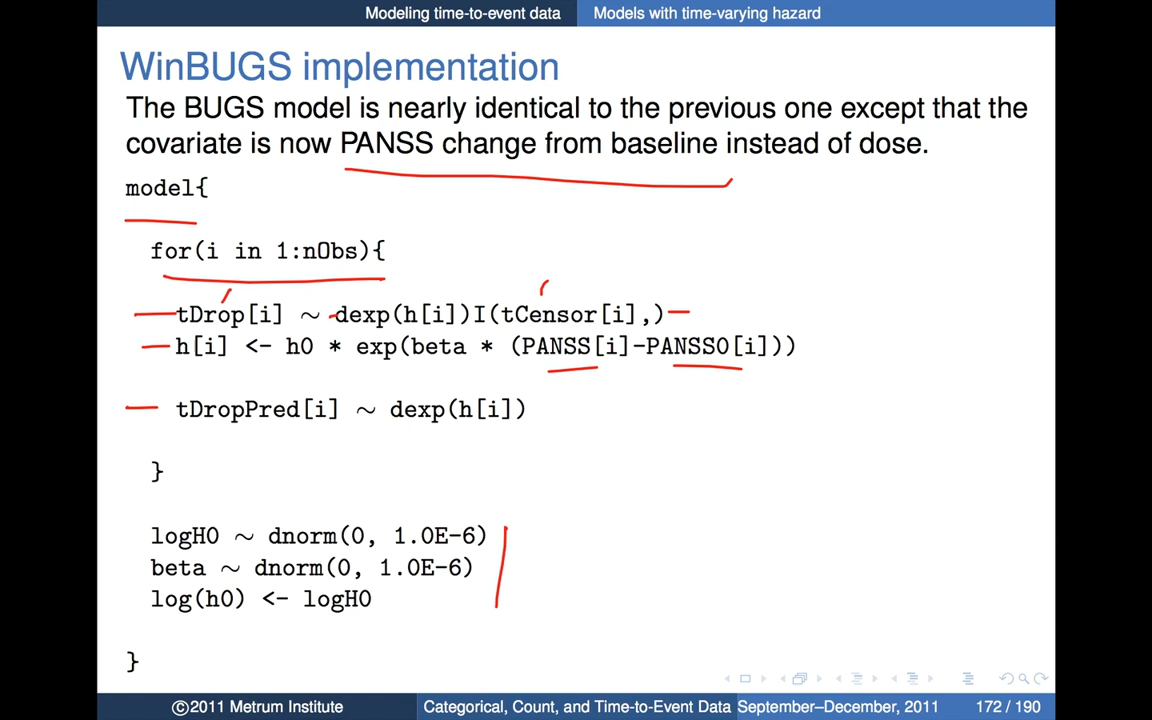 Modeling time-to-event data Models with time-varying hazard
WinBUGS implementation
The BUGS model is nearly identical to the previous one except that the
covariate is now PANSS change from baseline instead of dose.
model{
for(i in 1:nObs){
tDrop[i] ~ dexp(h[i])I(tCensor[i],)
h[i] <- h0 * exp(beta * (PANSS[i]-PANSS0[i]))
tDropPred[i] ~ dexp(h[i])
}
logH0 ~ dnorm(0, 1.0E-6)
beta ~ dnorm(0, 1.0E-6)
log(h0) <- logH0
}
©2011 Metrum Institute Categorical, Count, and Time-to-Event Data September–December, 2011 172 / 190